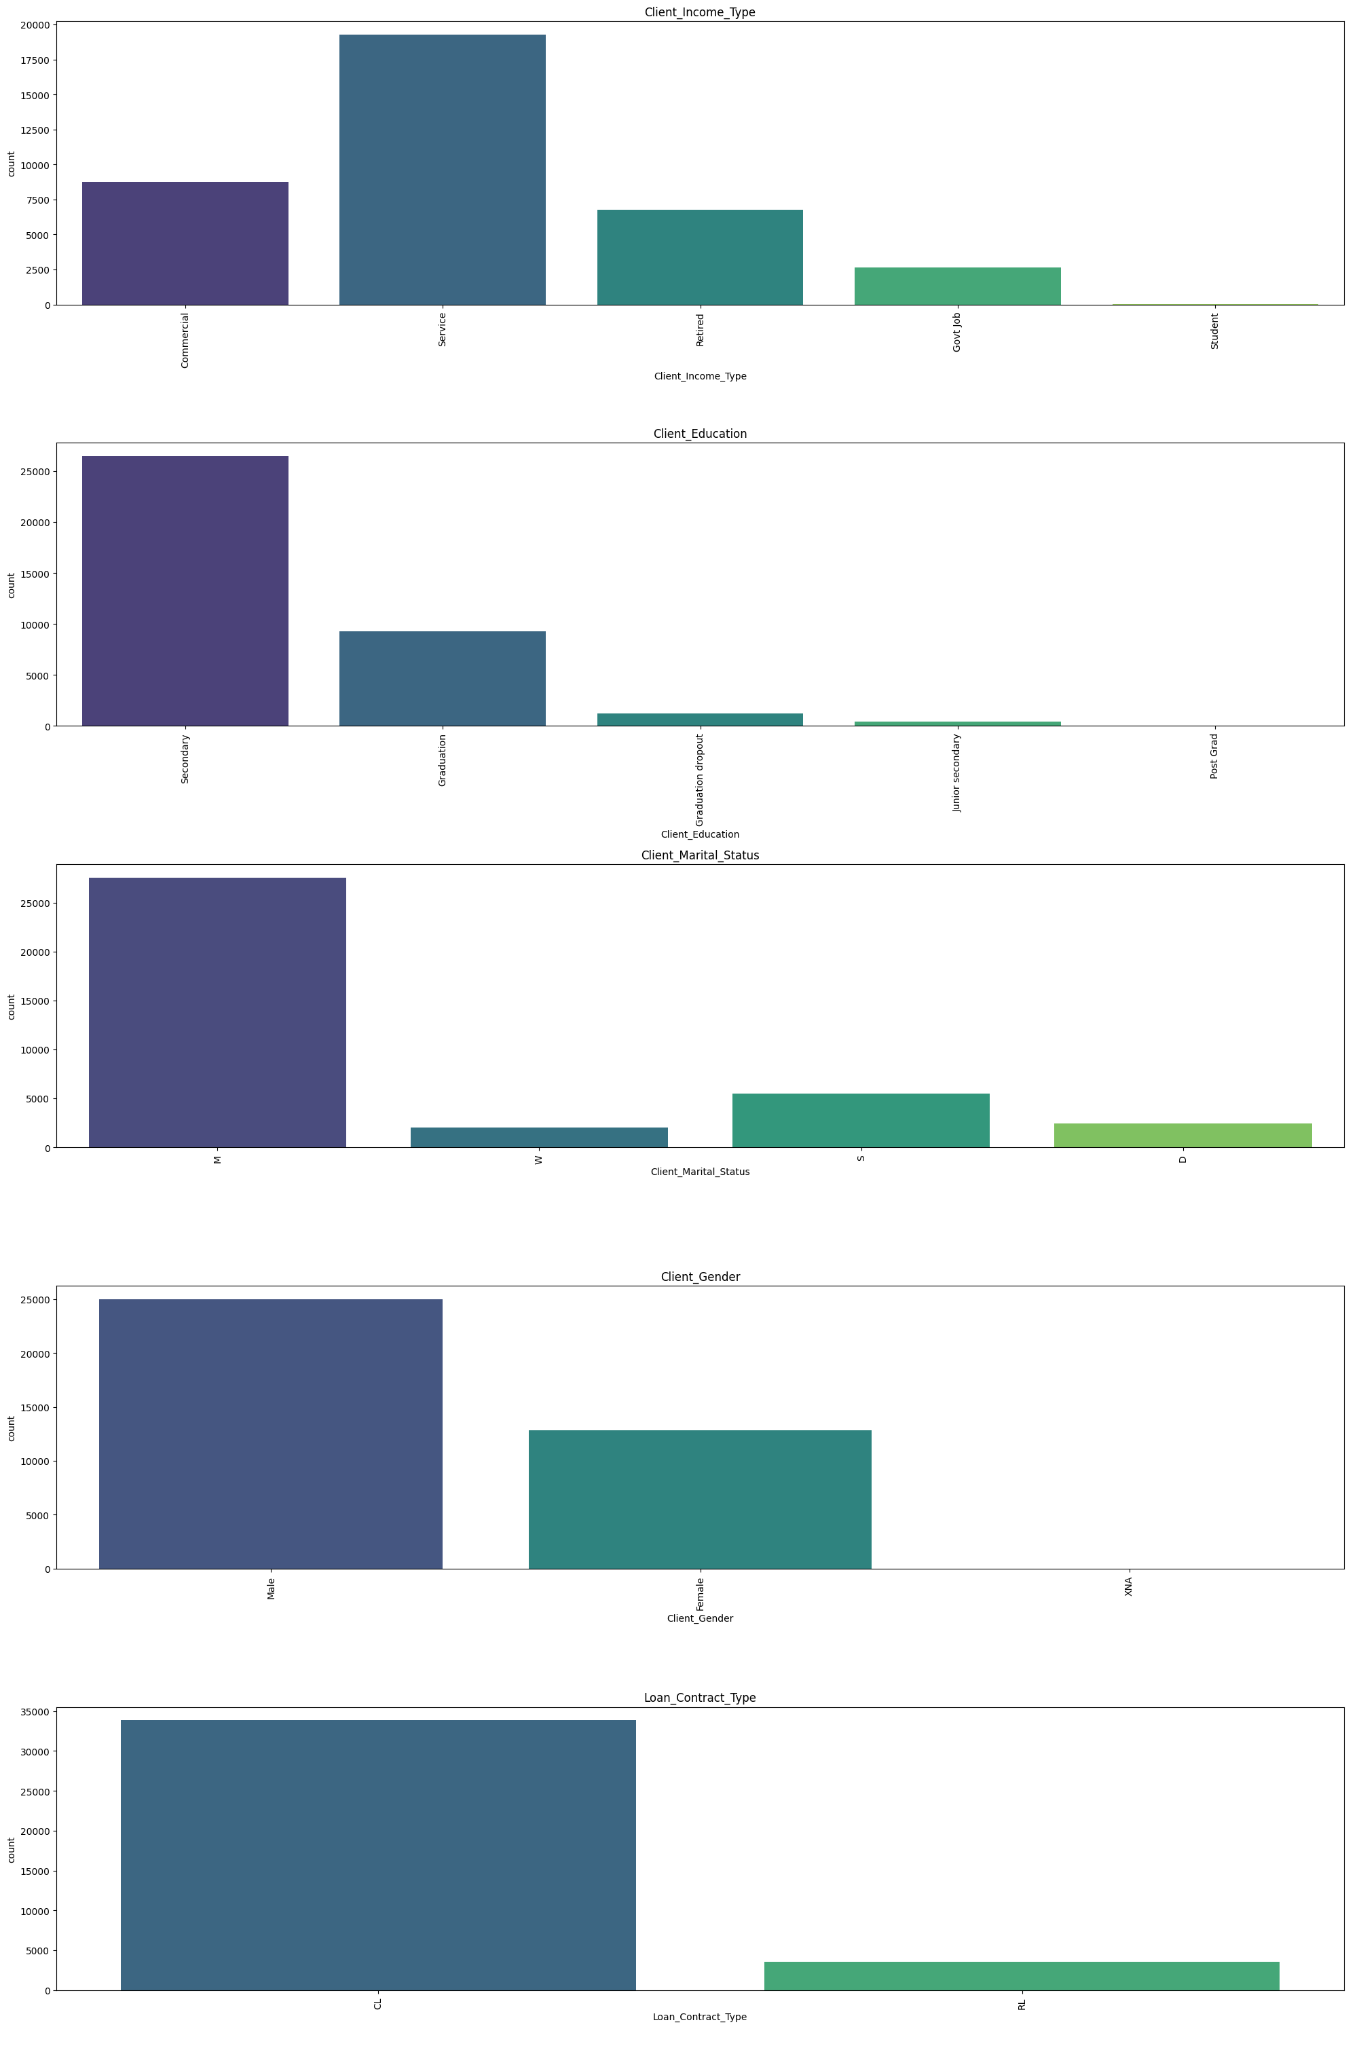 Client_Income_Type
20000
17500
15000
12500
10000
7500
5000
2500
0
count
Commercial
Service
Retired
Govt Job
Student
Client_Income_Type
Client_Education
25000
20000
15000
10000
5000
0
count
Secondary
Graduation
Graduation dropout
Junior secondary
Post Grad
Client_Education
Client_Marital_Status
25000
20000
15000
10000
5000
0
count
M
W
S
D
Client_Marital_Status
Client_Gender
25000
20000
15000
10000
5000
0
count
Male
Female
XNA
Client_Gender
Loan_Contract_Type
35000
30000
25000
20000
15000
10000
5000
0
count
CL
RL
Loan_Contract_Type